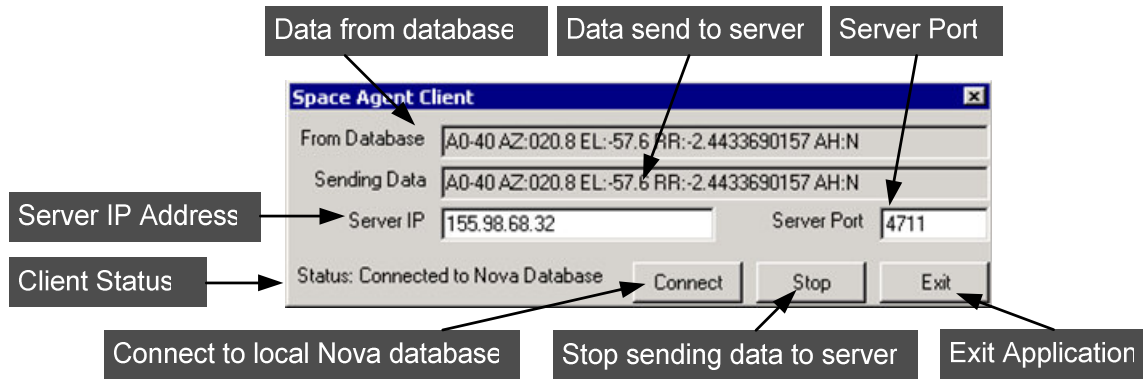 Data from database
Data send to server
Server Port
Space Agent Client
From Database A0-40 AZ:020.8 EL:-57.6 RR:-2.4433690157 AH:N
Sending Data A0-40 AZ:020.8 EL:-57.6 RR:-2.4433690157 AH:N
Server IP Address
Server IP 155.98.68.32 Server Port 4711
Client Status
Status: Connected to Nova Database Connect Stop Exit
Connect to local Nova database
Stop sending data to server
Exit Application